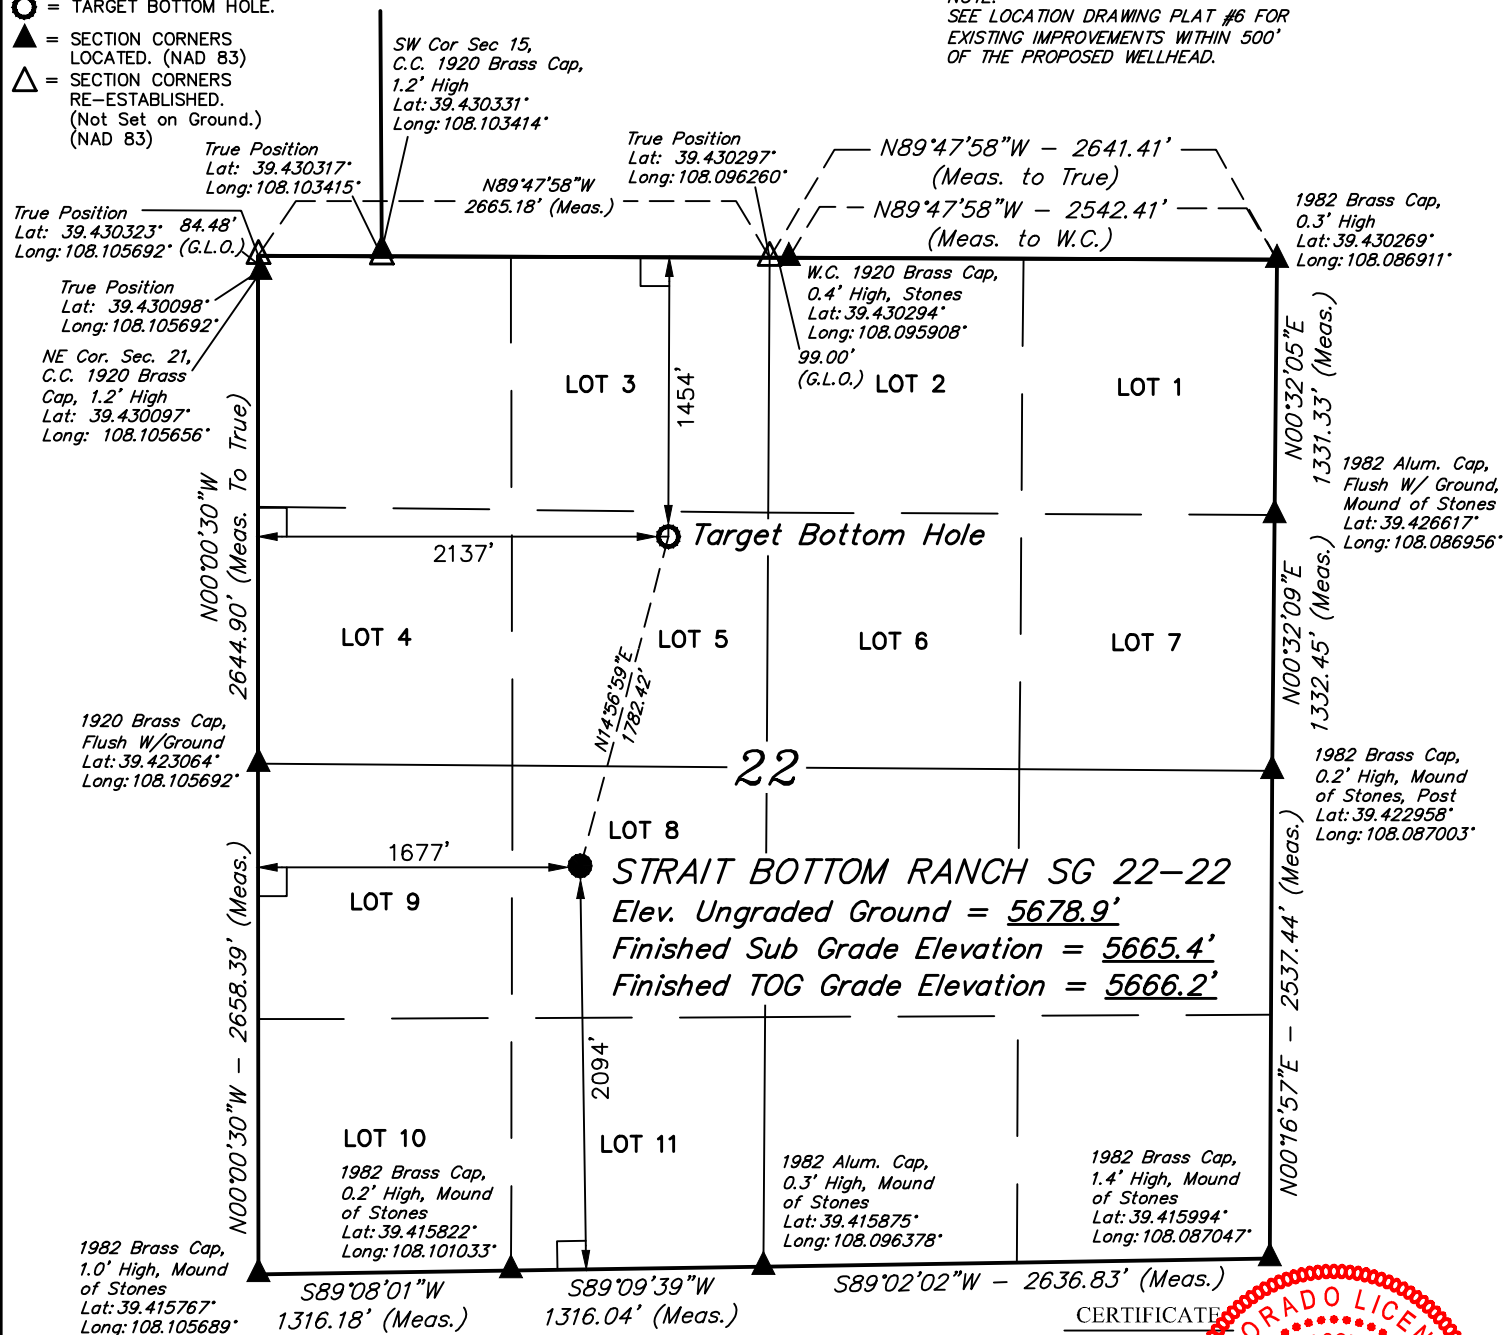 = TARGET BOTTOM HOLE.
= SECTION CORNERS
LOCATED. (NAD 83)
= SECTION CORNERS
RE-ESTABLISHED.
(Not Set on Ground.)
(NAD 83)
SEE LOCATION DRAWING PLAT #6 FOR
EXISTING IMPROVEMENTS WITHIN 500'
OF THE PROPOSED WELLHEAD.
SW Cor Sec 15,
C.C. 1920 Brass Cap,
1.2' High
Lat: 39.430331°
Long: 108.103414°
True Position
Lat: 39.430317°
Long: 108.103415°
True Position
Lat: 39.430297°
Long: 108.096260°
N89°47'58"W
2665.18' (Meas.)
N89°47'58"W - 2641.41'
(Meas. to True)
N89°47'58"W - 2542.41'
(Meas. to W.C.)
1982 Brass Cap,
0.3' High
Lat: 39.430269°
Long: 108.086911°
True Position
Lat: 39.430323°
Long: 108.105692°
84.48'
(G.L.O.)
True Position
Lat: 39.430098°
Long: 108.105692°
NE Cor. Sec. 21,
C.C. 1920 Brass
Cap, 1.2' High
Lat: 39.430097°
Long: 108.105656°
W.C. 1920 Brass Cap,
0.4' High, Stones
Lat: 39.430294°
Long: 108.095908°
99.00'
(G.L.O.)
LOT 3
LOT 2
LOT 1
1454'
N00°32'05"E
1331.33' (Meas.)
1982 Alum. Cap,
Flush W/ Ground,
Mound of Stones
Lat: 39.426617°
Long: 108.086956°
N00°00'30"W
2644.90' (Meas. To True)
Target Bottom Hole
2137'
LOT 4
LOT 5
LOT 6
LOT 7
N14°56'59"E
1782.42'
N00°32'09"E
1332.45' (Meas.)
1920 Brass Cap,
Flush W/Ground
Lat: 39.423064°
Long: 108.105692°
22
1982 Brass Cap,
0.2' High, Mound
of Stones, Post
Lat: 39.422958°
Long: 108.087003°
LOT 8
1677'
STRAIT BOTTOM RANCH SG 22-22
Elev. Ungraded Ground = 5678.9'
Finished Sub Grade Elevation = 5665.4'
Finished TOG Grade Elevation = 5666.2'
LOT 9
N00°00'30"W - 2658.39' (Meas.)
2094'
N00°16'57"E - 2537.44' (Meas.)
LOT 10
LOT 11
1982 Brass Cap,
0.2' High, Mound
of Stones
Lat: 39.415822°
Long: 108.101033°
1982 Alum. Cap,
0.3' High, Mound
of Stones
Lat: 39.415875°
Long: 108.096378°
1982 Brass Cap,
1.4' High, Mound
of Stones
Lat: 39.415994°
Long: 108.087047°
1982 Brass Cap,
1.0' High, Mound
of Stones
Lat: 39.415767°
Long: 108.105689°
S89°08'01"W
1316.18' (Meas.)
S89°09'39"W
1316.04' (Meas.)
S89°02'02"W - 2636.83' (Meas.)
CERTIFICATE
ORADO LICEN